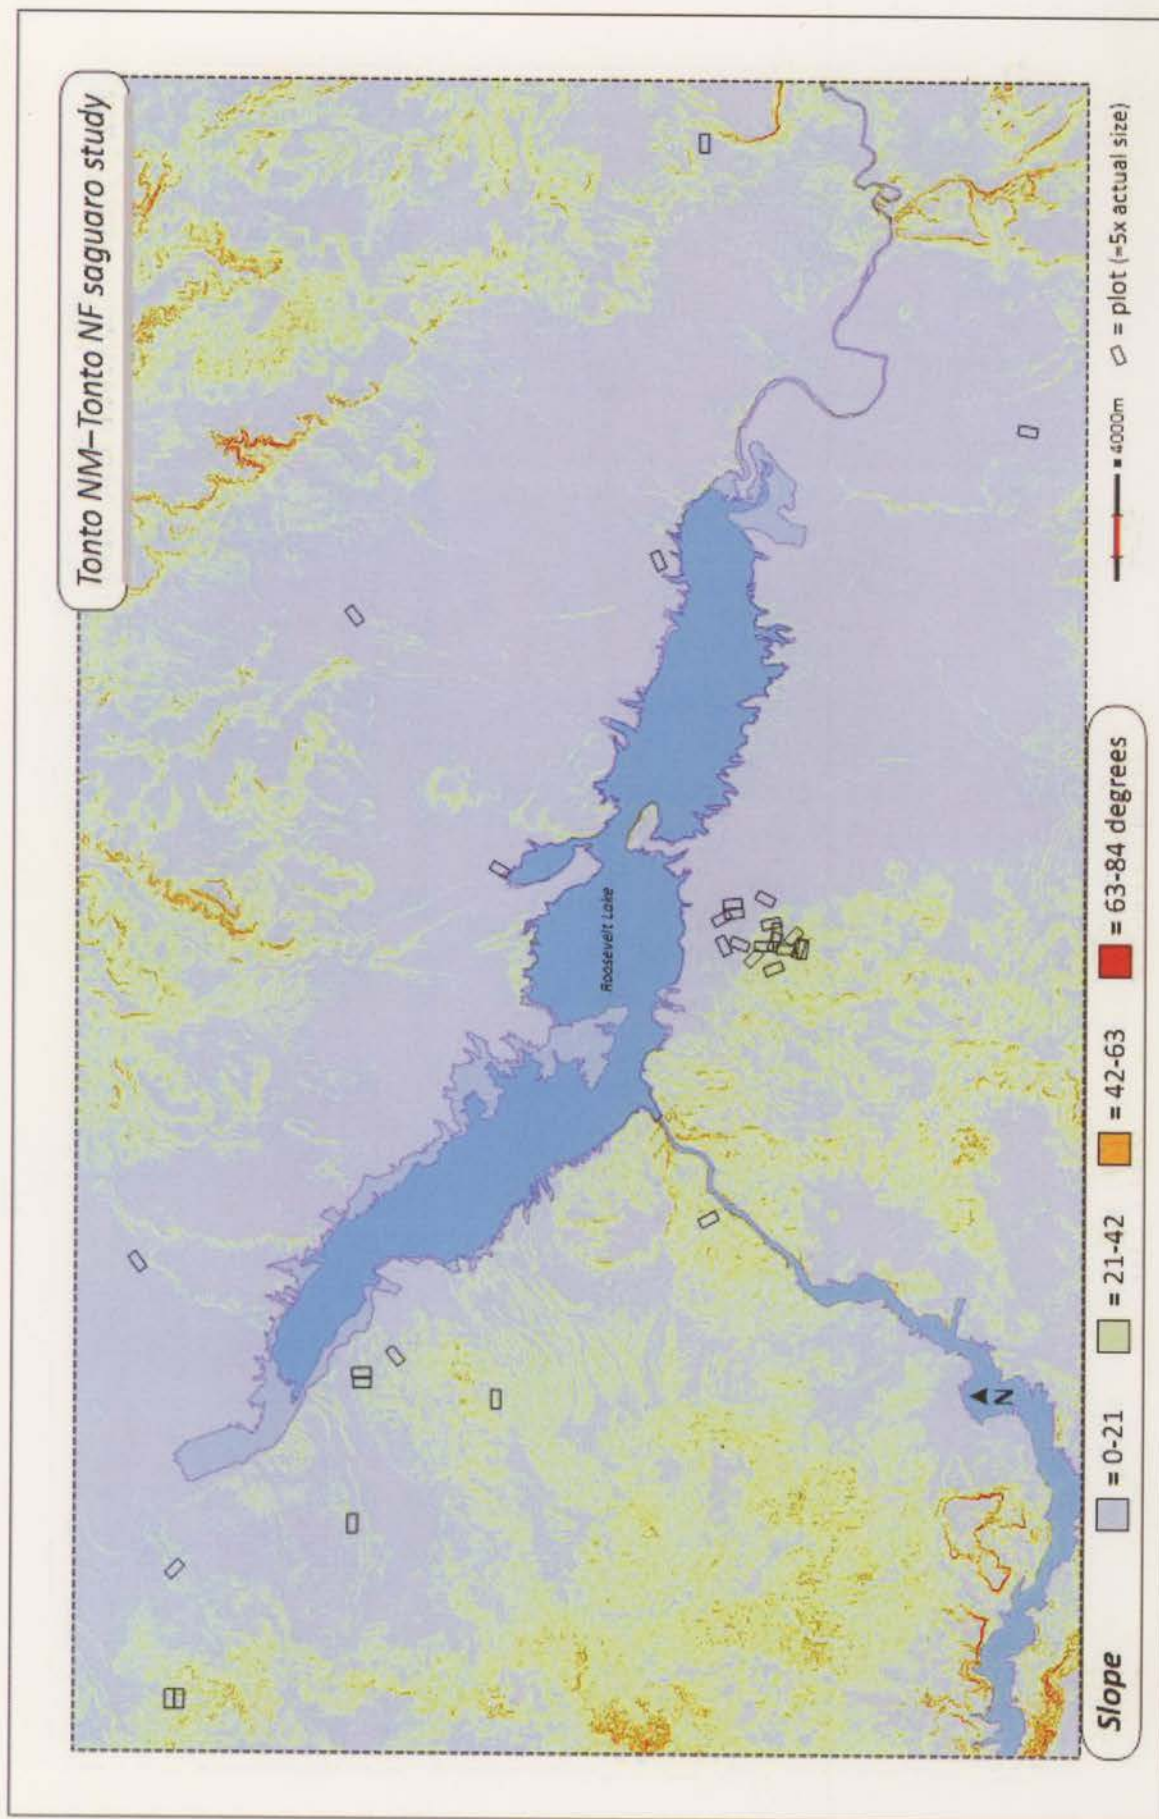 Tonto NM–Tonto NF saguaro study
Roosevelt Lake
N
Slope
= 0-21
= 21-42
= 42-63
= 63-84 degrees
= 4000m
= plot (=5x actual size)